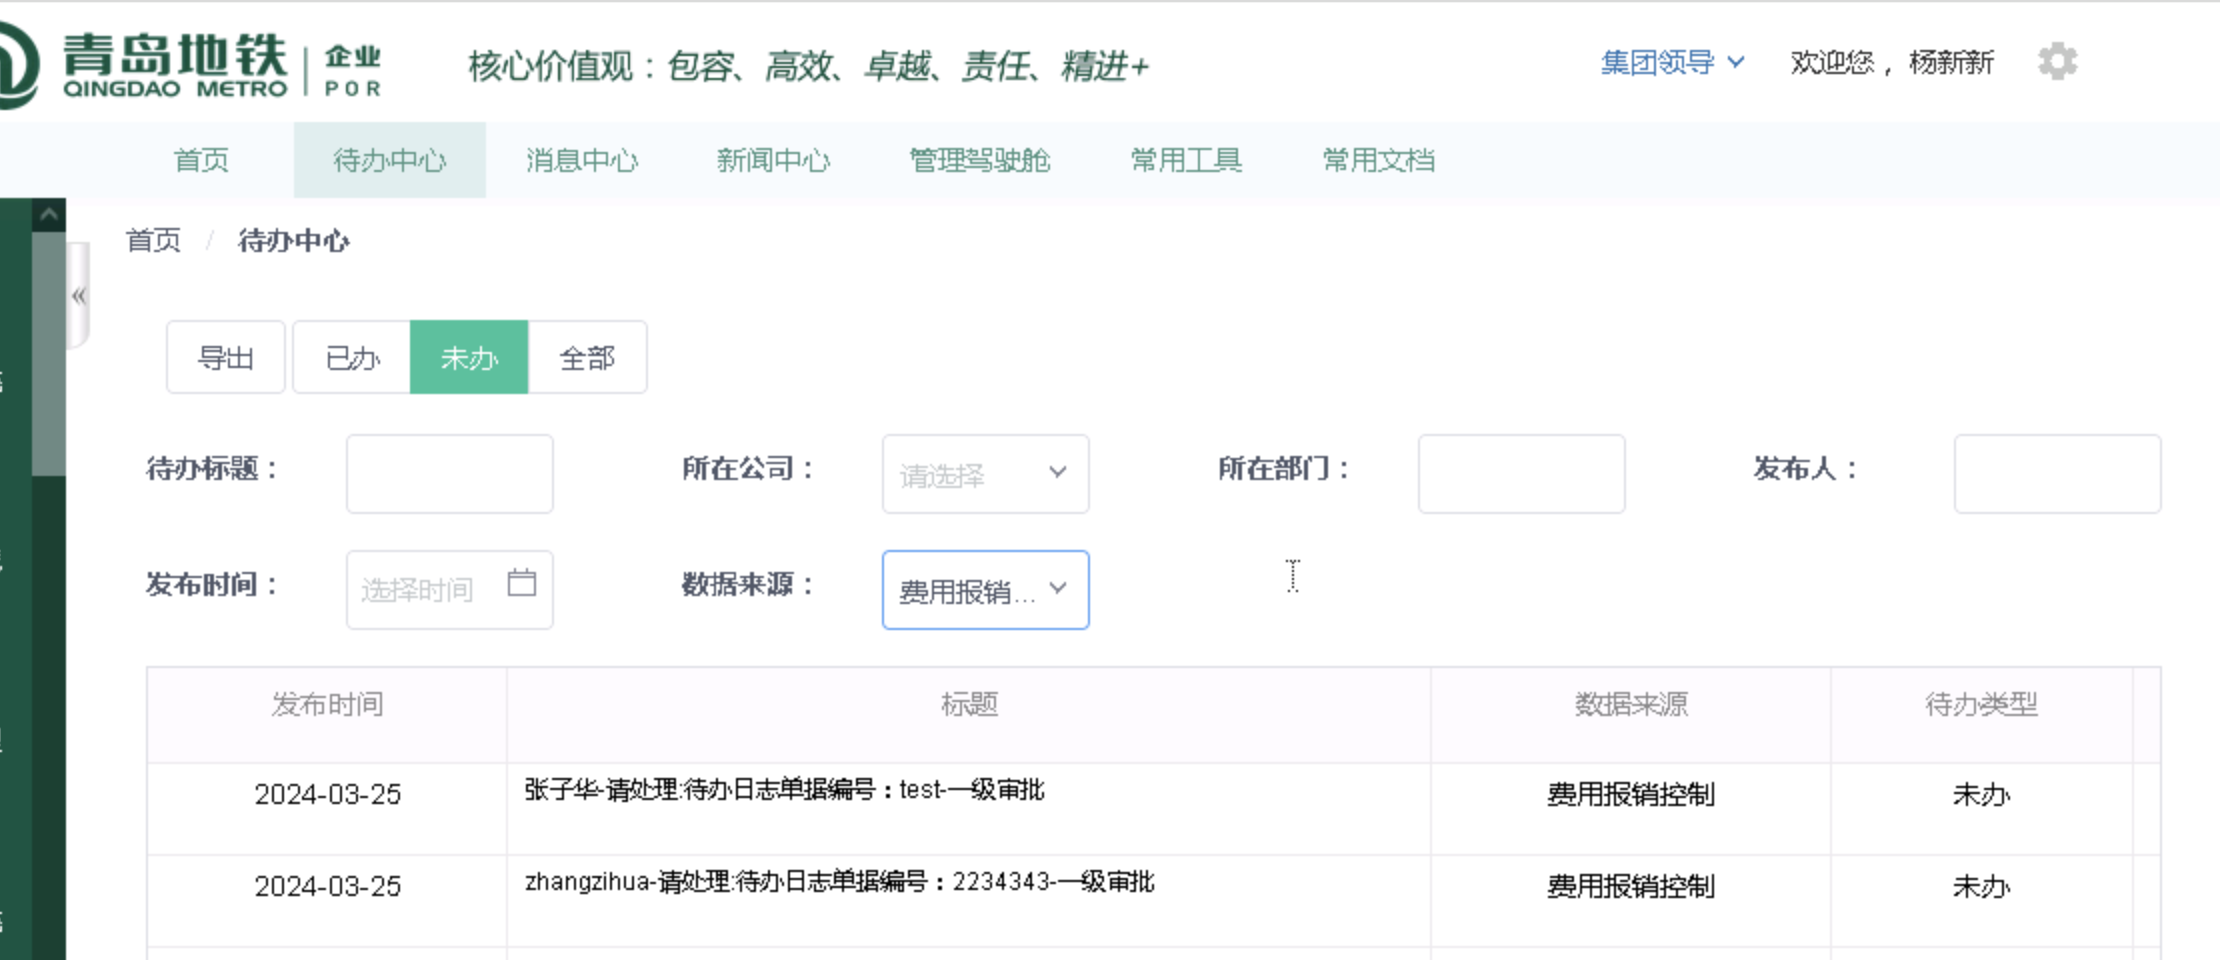 青岛地铁 企业
QINGDAO METRO POR
核心价值观：包容、高效、卓越、责任、精进+
集团领导 欢迎您，杨新新
首页 待办中心 消息中心 新闻中心 管理驾驶舱 常用工具 常用文档
首页 / 待办中心
导出 已办 未办 全部
待办标题： 所在公司： 请选择 所在部门： 发布人：
发布时间： 选择时间 数据来源： 费用报销...
发布时间 标题 数据来源 待办类型
2024-03-25 张子华-请处理:待办日志单据编号：test-一级审批 费用报销控制 未办
2024-03-25 zhangzihua-请处理:待办日志单据编号：2234343-一级审批 费用报销控制 未办